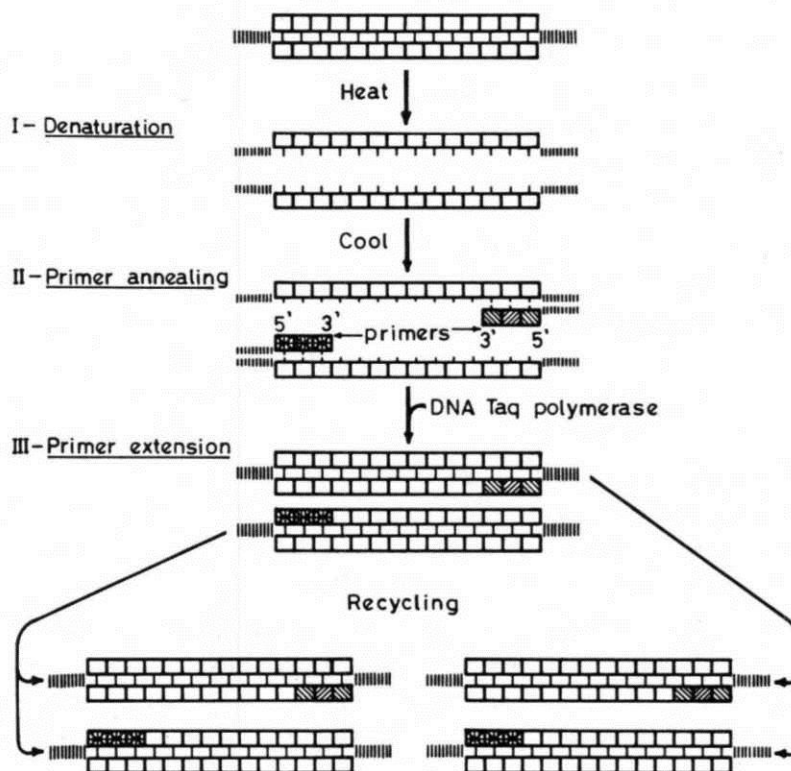 Heat
I - Denaturation
Cool
II - Primer annealing
5' 3' primers 3' 5'
DNA Taq polymerase
III - Primer extension
Recycling